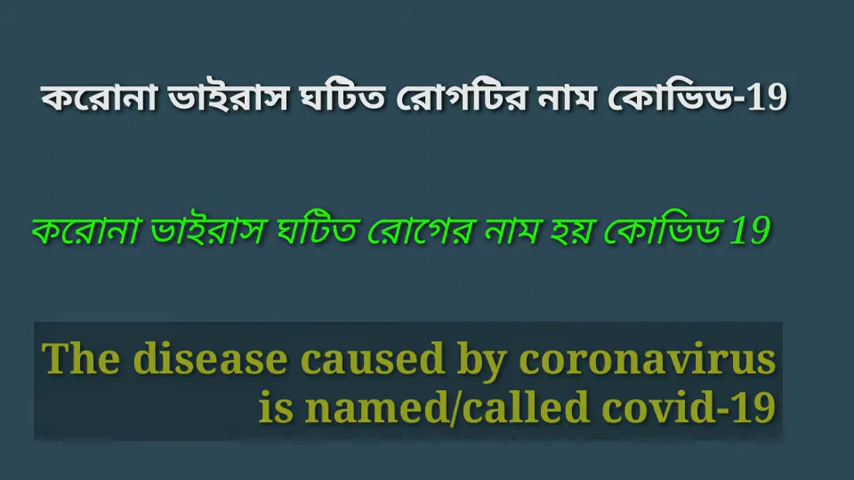 করোনা ভাইরাস ঘটিত রোগটির নাম কোভিড-19
করোনা ভাইরাস ঘটিত রোগের নাম হয় কোভিড 19
The disease caused by coronavirus
is named/called covid-19